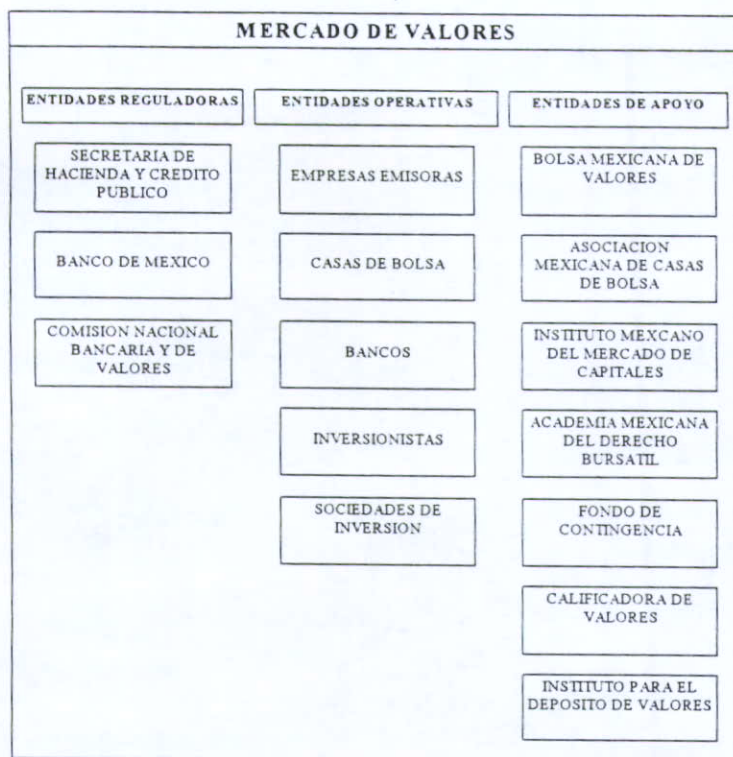 MERCADO DE VALORES
ENTIDADES REGULADORAS
SECRETARIA DE
HACIENDA Y CREDITO
PUBLICO
BANCO DE MEXICO
COMISION NACIONAL
BANCARIA Y DE
VALORES
ENTIDADES OPERATIVAS
EMPRESAS EMISORAS
CASAS DE BOLSA
BANCOS
INVERSIONISTAS
SOCIEDADES DE
INVERSION
ENTIDADES DE APOYO
BOLSA MEXICANA DE
VALORES
ASOCIACION
MEXICANA DE CASAS
DE BOLSA
INSTITUTO MEXCANO
DEL MERCADO DE
CAPITALES
ACADEMIA MEXICANA
DEL DERECHO
BURSATIL
FONDO DE
CONTINGENCIA
CALIFICADORA DE
VALORES
INSTITUTO PARA EL
DEPOSITO DE VALORES